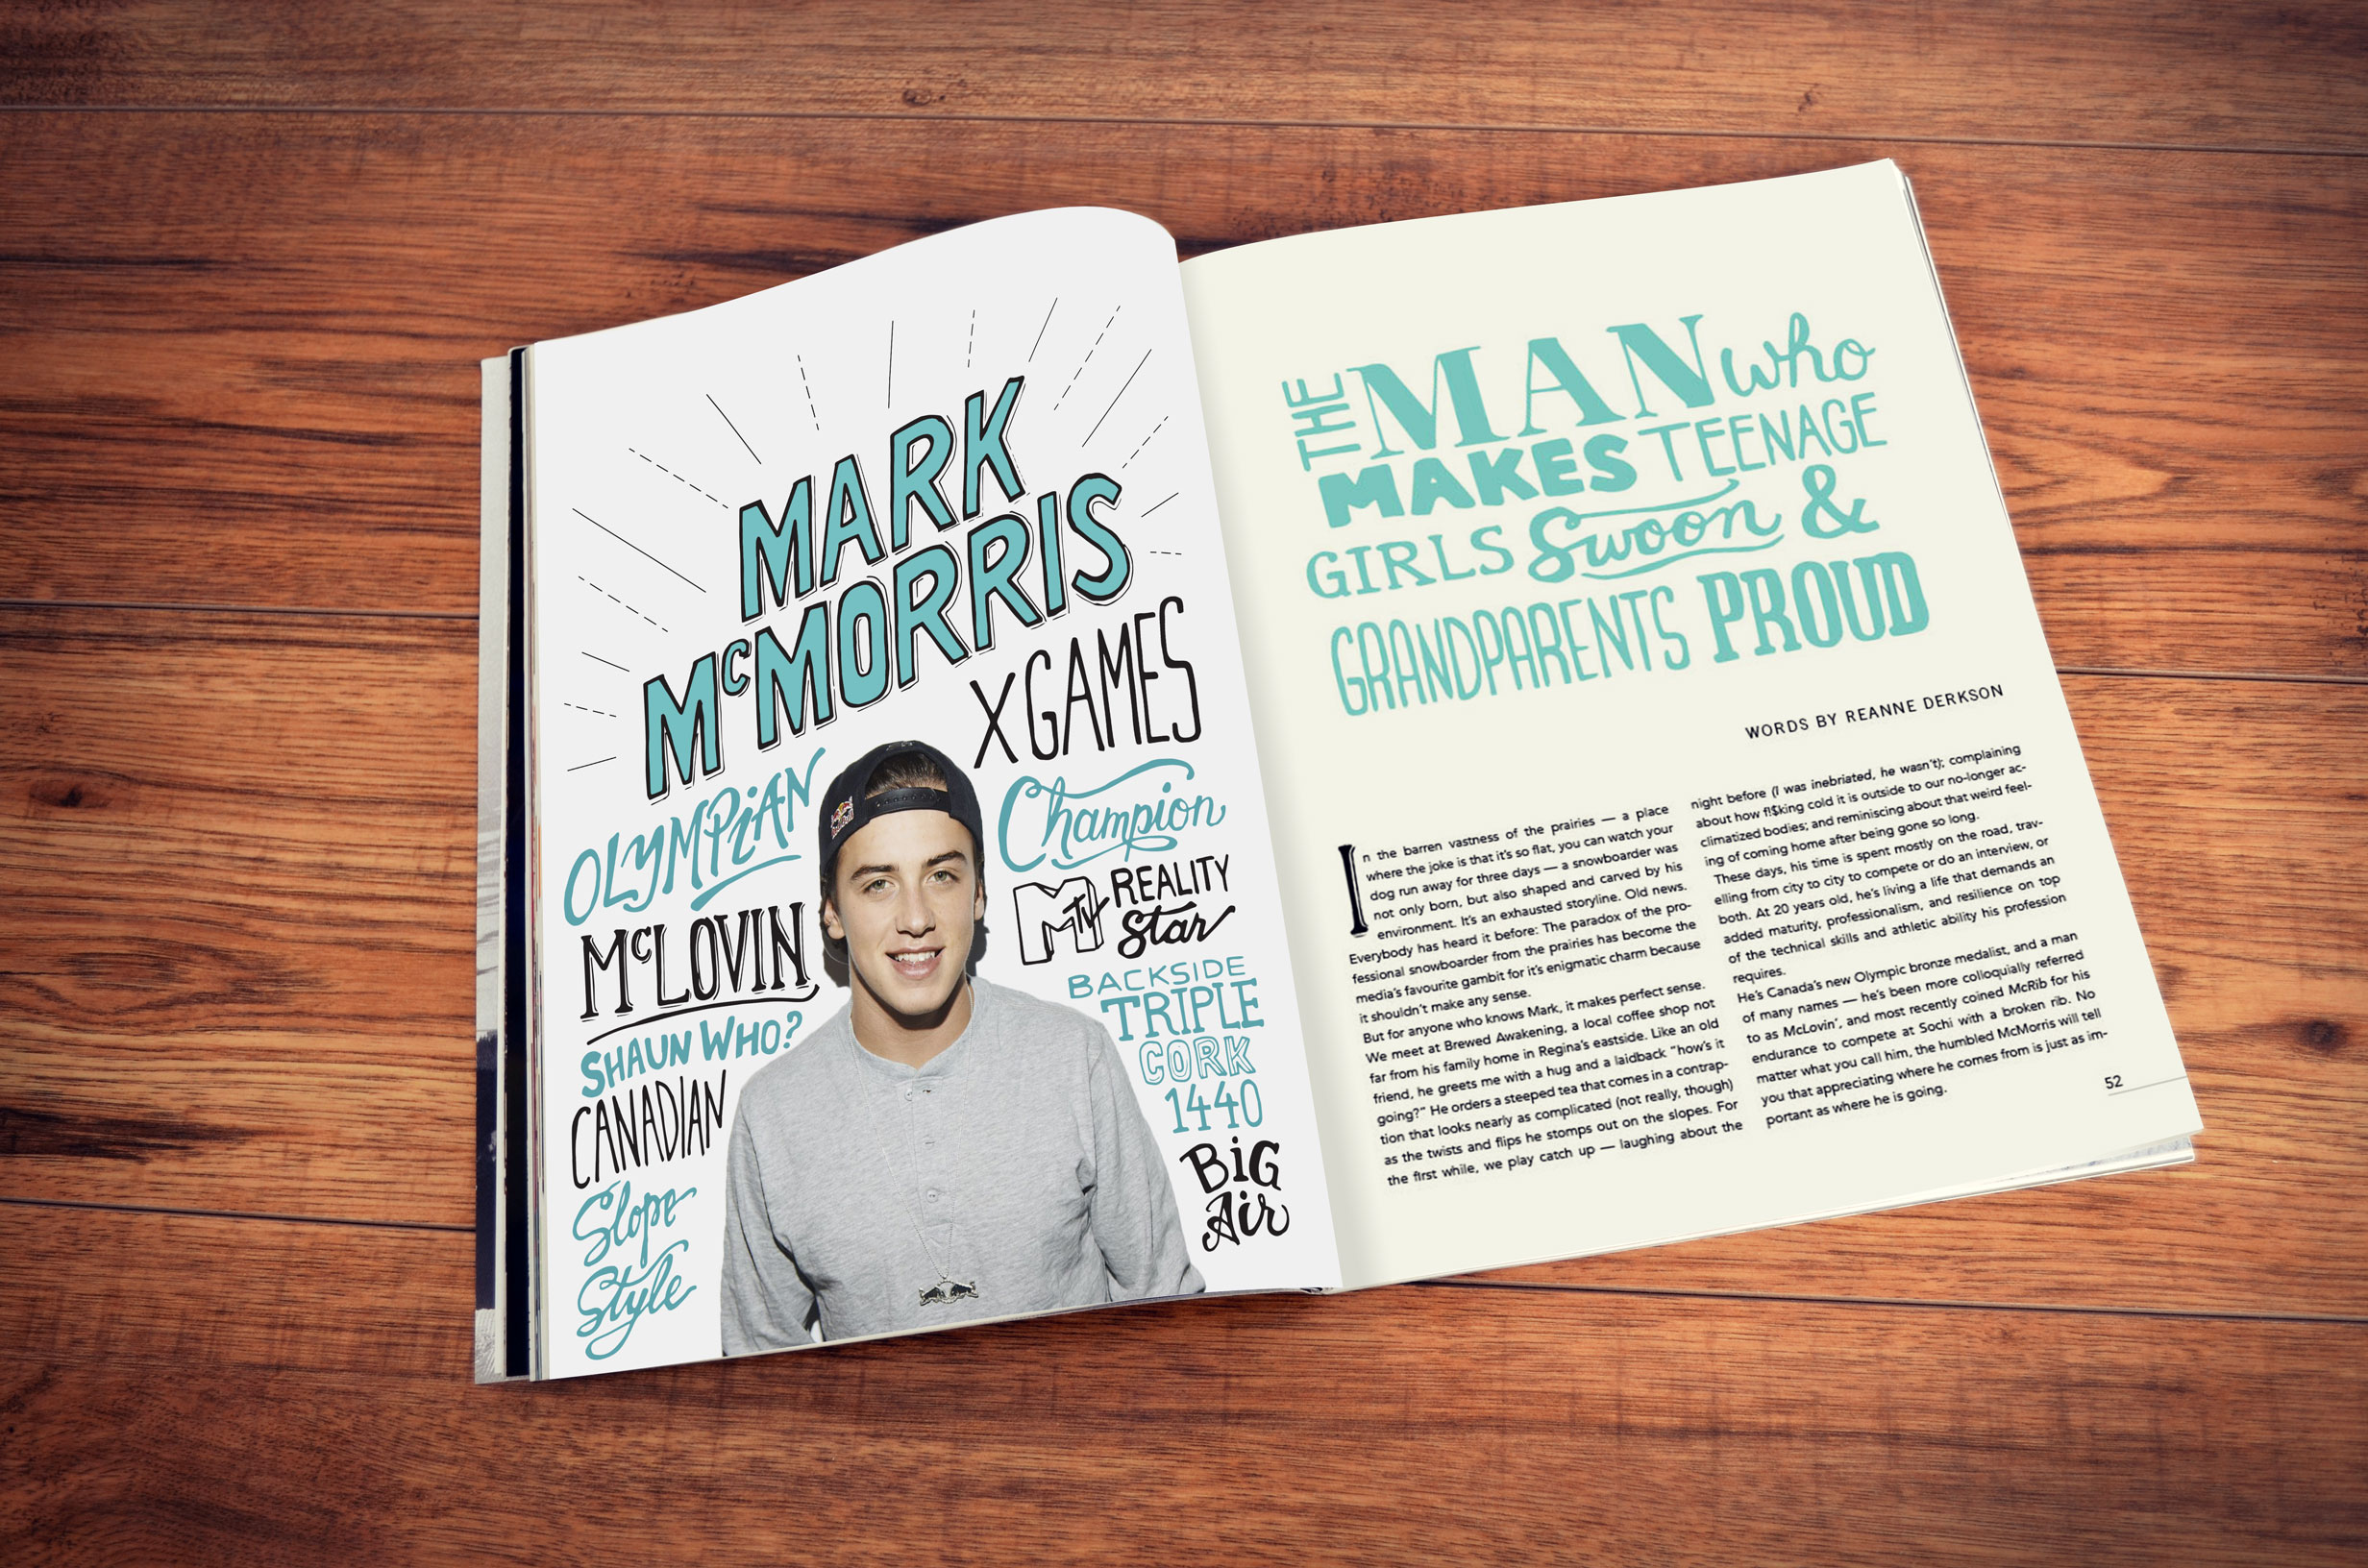 MARK
McMORRIS
X GAMES
OLYMPIAN
Champion
McLOVIN
MTV REALITY
Star
SHAUN WHO?
BACKSIDE
TRIPLE
CORK
1440
CANADIAN
BiG
Air
Slope-
Style
THE MAN who
MAKES TEENAGE
GIRLS Swoon &
GRANDPARENTS PROUD
WORDS BY REANNE DERKSON
In the barren vastness of the prairies — a place
where the joke is that it's so flat, you can watch your
dog run away for three days — a snowboarder was
not only born, but also shaped and carved by his
environment. It's an exhausted storyline. Old news.
Everybody has heard it before: The paradox of the pro-
fessional snowboarder from the prairies has become the
media's favourite gambit for it's enigmatic charm because
it shouldn't make any sense.
But for anyone who knows Mark, it makes perfect sense.
We meet at Brewed Awakening, a local coffee shop not
far from his family home in Regina's eastside. Like an old
friend, he greets me with a hug and a laidback "how's it
going?" He orders a steeped tea that comes in a contrap-
tion that looks nearly as complicated (not really, though)
as the twists and flips he stomps out on the slopes. For
the first while, we play catch up — laughing about the
night before (I was inebriated, he wasn't); complaining
about how f!$king cold it is outside to our no-longer ac-
climatized bodies; and reminiscing about that weird feel-
ing of coming home after being gone so long.
These days, his time is spent mostly on the road, trav-
elling from city to city to compete or do an interview, or
both. At 20 years old, he's living a life that demands an
added maturity, professionalism, and resilience on top
of the technical skills and athletic ability his profession
requires.
He's Canada's new Olympic bronze medalist, and a man
of many names — he's been more colloquially referred
to as McLovin', and most recently coined McRib for his
endurance to compete at Sochi with a broken rib. No
matter what you call him, the humbled McMorris will tell
you that appreciating where he comes from is just as im-
portant as where he is going.
52